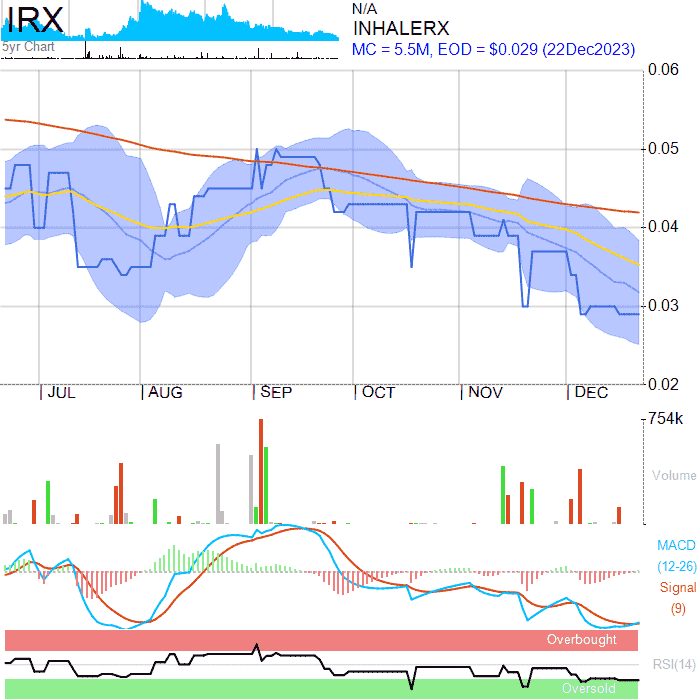 IRX
5yr Chart
N/A
INHALERX
MC = 5.5M, EOD = $0.029 (22Dec2023)
0.06
0.05
0.04
0.03
0.02
JUL AUG SEP OCT NOV DEC
754k
Volume
MACD
(12-26)
Signal
(9)
Overbought
RSI(14)
Oversold